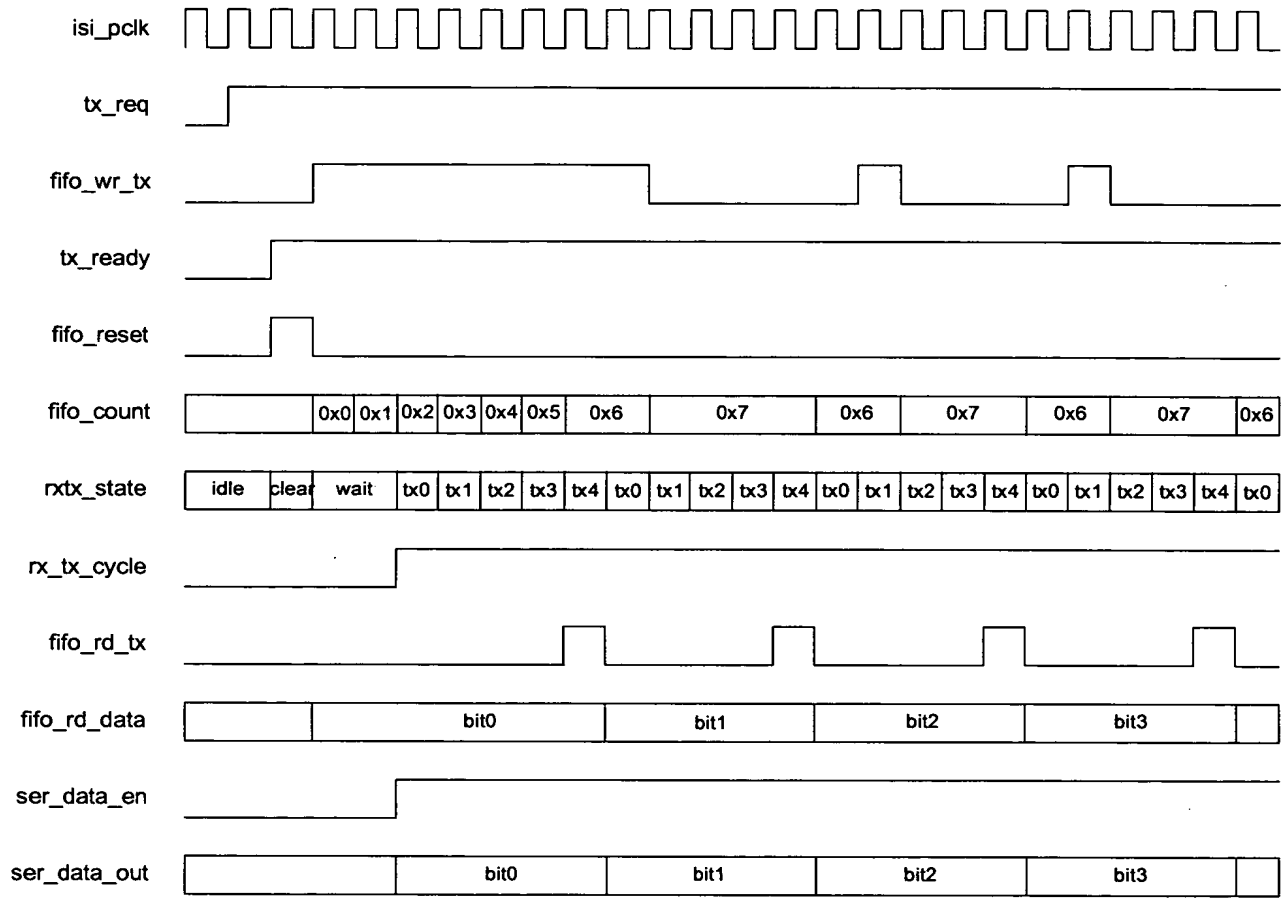 isi_pclk
tx_req
fifo_wr_tx
tx_ready
fifo_reset
fifo_count 0x0 0x1 0x2 0x3 0x4 0x5 0x6 0x7 0x6 0x7 0x6 0x7 0x6
rxtx_state idle clear wait tx0 tx1 tx2 tx3 tx4 tx0 tx1 tx2 tx3 tx4 tx0 tx1 tx2 tx3 tx4 tx0 tx1 tx2 tx3 tx4 tx0
rx_tx_cycle
fifo_rd_tx
fifo_rd_data bit0 bit1 bit2 bit3
ser_data_en
ser_data_out bit0 bit1 bit2 bit3